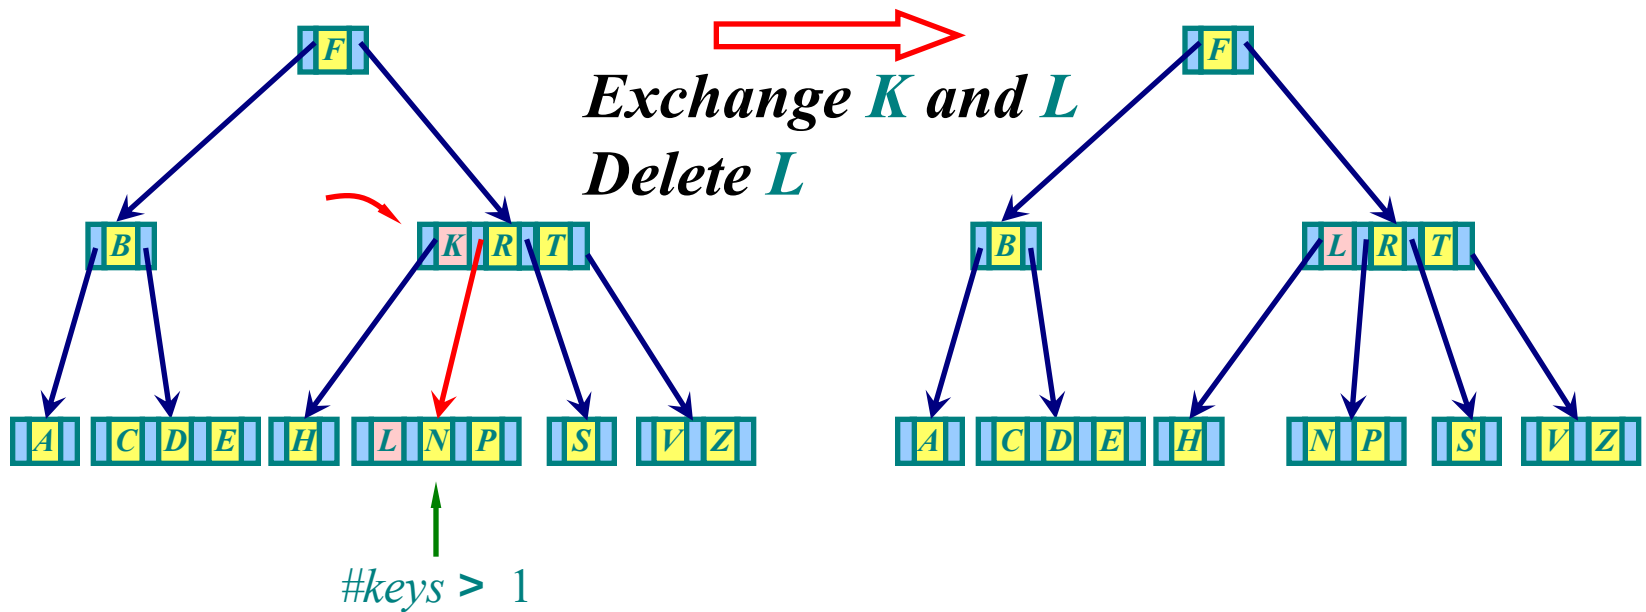 F
F
Exchange K and L
Delete L
B
K R T
B
L R T
A
C D E
H
L N P
S
V Z
A
C D E
H
N P
S
V Z
#keys > 1